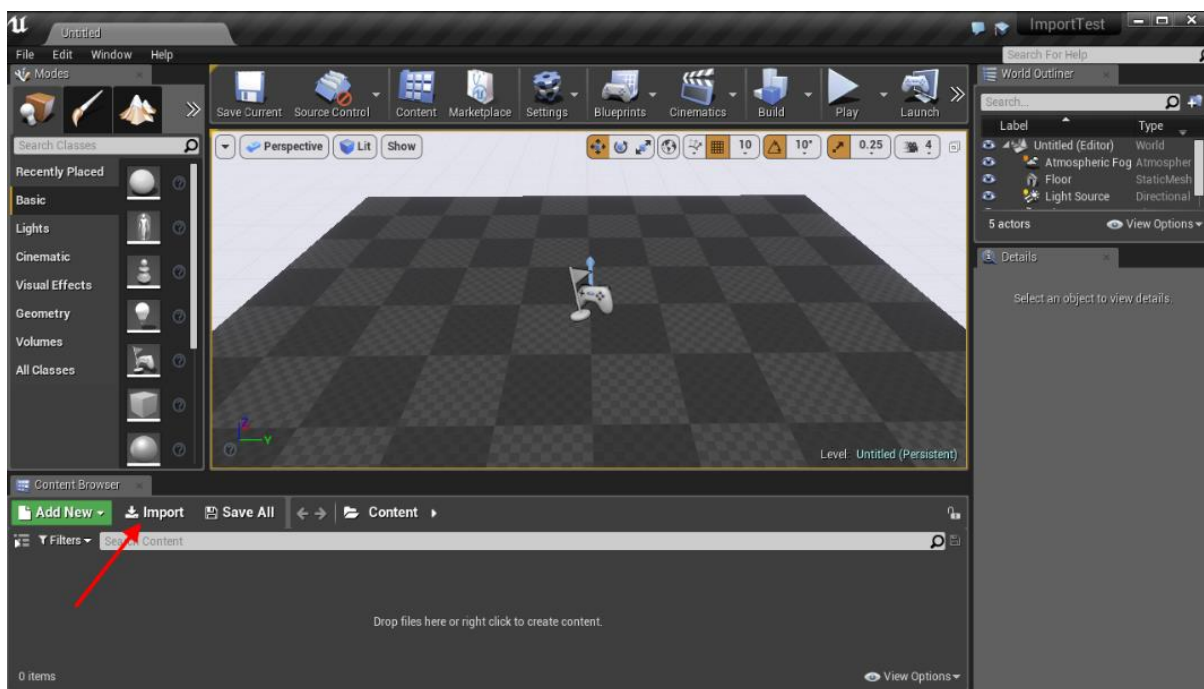 Untitled
ImportTest
File Edit Window Help
Search For Help
Modes
World Outliner
Save Current Source Control Content Marketplace Settings Blueprints Cinematics Build Play Launch
Search...
Label Type
Search Classes
Perspective Lit Show 10 10° 0.25 4
Untitled (Editor) World
Recently Placed
Atmospheric Fog Atmospher
Basic
Floor StaticMesh
Light Source Directional
Lights
5 actors View Options
Cinematic
Details
Visual Effects
Select an object to view details.
Geometry
Volumes
All Classes
Z
Y
Level: Untitled (Persistent)
Content Browser
Add New Import Save All Content
Filters Search Content
Drop files here or right click to create content.
0 items View Options